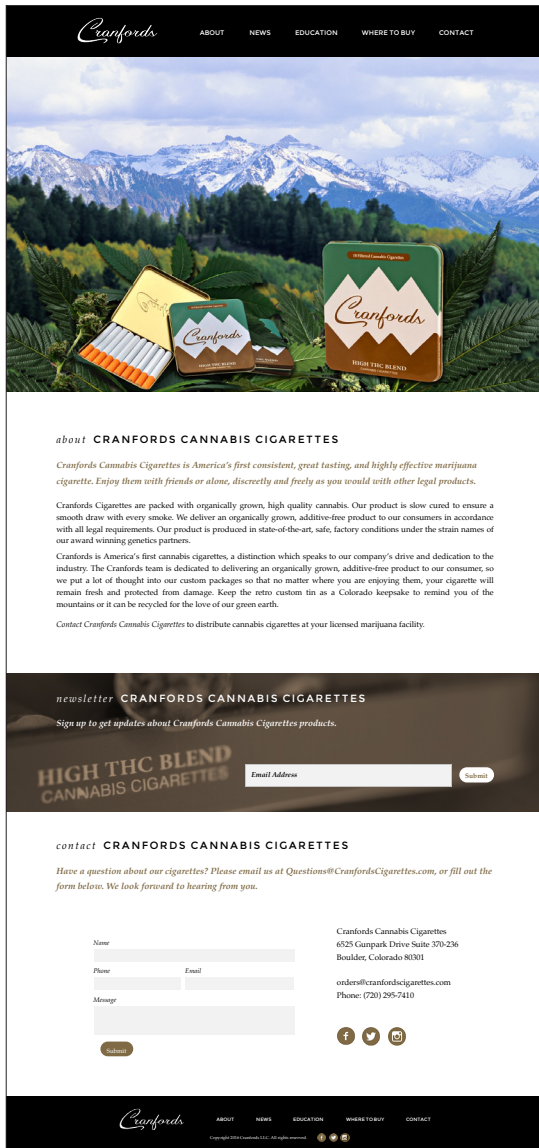 Cranfords
ABOUT NEWS EDUCATION WHERE TO BUY CONTACT
10 Filtered Cannabis Cigarettes
Cranfords
Cranfords
HIGH THC BLEND
HIGH THC BLEND
CANNABIS CIGARETTES
about CRANFORDS CANNABIS CIGARETTES
Cranfords Cannabis Cigarettes is America's first consistent, great tasting, and highly effective marijuana
cigarette. Enjoy them with friends or alone, discreetly and freely as you would with other legal products.
Cranfords Cigarettes are packed with organically grown, high quality cannabis. Our product is slow cured to ensure a
smooth draw with every smoke. We deliver an organically grown, additive-free product to our consumers in accordance
with all legal requirements. Our product is produced in state-of-the-art, safe, factory conditions under the strain names of
our award winning genetics partners.
Cranfords is America's first cannabis cigarettes, a distinction which speaks to our company's drive and dedication to the
industry. The Cranfords team is dedicated to delivering an organically grown, additive-free product to our consumer, so
we put a lot of thought into our custom packages so that no matter where you are enjoying them, your cigarette will
remain fresh and protected from damage. Keep the retro custom tin as a Colorado keepsake to remind you of the
mountains or it can be recycled for the love of our green earth.
Contact Cranfords Cannabis Cigarettes to distribute cannabis cigarettes at your licensed marijuana facility.
newsletter CRANFORDS CANNABIS CIGARETTES
Sign up to get updates about Cranfords Cannabis Cigarettes products.
HIGH THC BLEND
CANNABIS CIGARETTES
Email Address
Submit
contact CRANFORDS CANNABIS CIGARETTES
Have a question about our cigarettes? Please email us at Questions@CranfordsCigarettes.com, or fill out the
form below. We look forward to hearing from you.
Name
Phone Email
Message
Submit
Cranfords Cannabis Cigarettes
6525 Gunpark Drive Suite 370-236
Boulder, Colorado 80301
orders@cranfordscigarettes.com
Phone: (720) 295-7410
Cranfords
ABOUT NEWS EDUCATION WHERE TO BUY CONTACT
Copyright 2016 Cranfords LLC. All rights reserved.